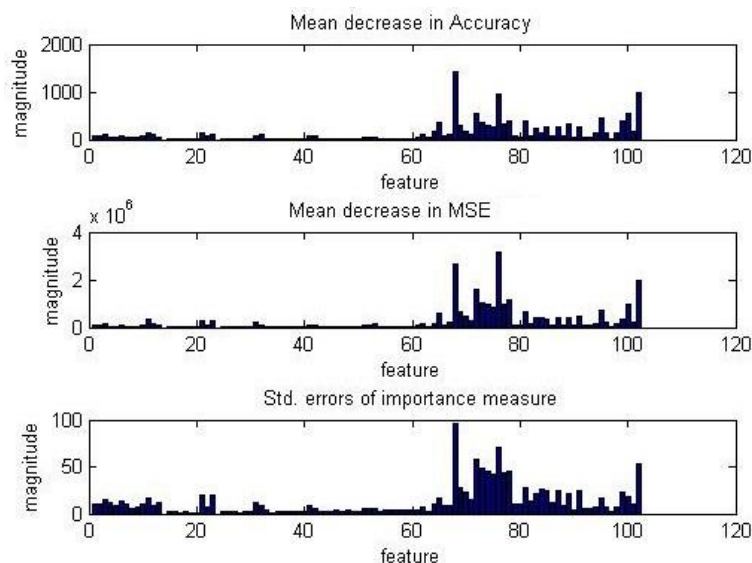 Mean decrease in Accuracy
2000
1000
0
magnitude
0 20 40 60 80 100 120
feature
x 10^6
Mean decrease in MSE
4
2
0
magnitude
0 20 40 60 80 100 120
feature
Std. errors of importance measure
100
50
0
magnitude
0 20 40 60 80 100 120
feature